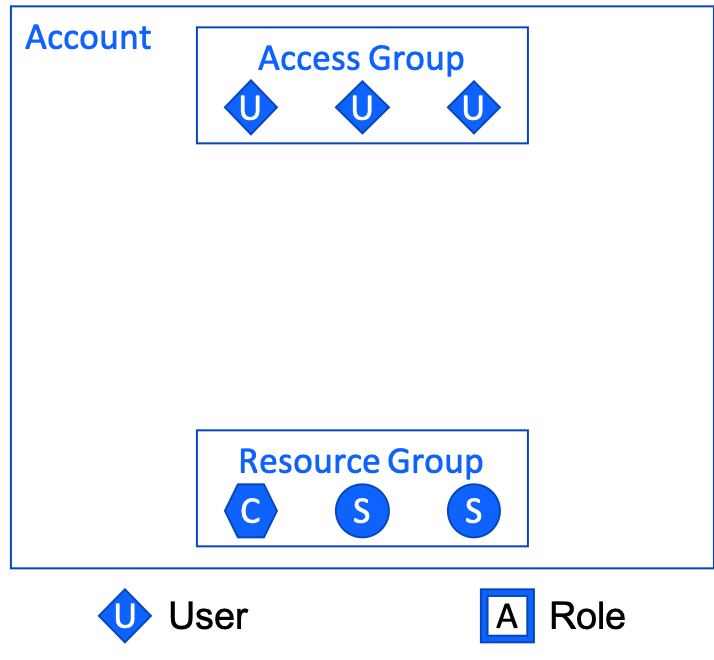 Account
Access Group
U U U
Resource Group
C S S
U User A Role